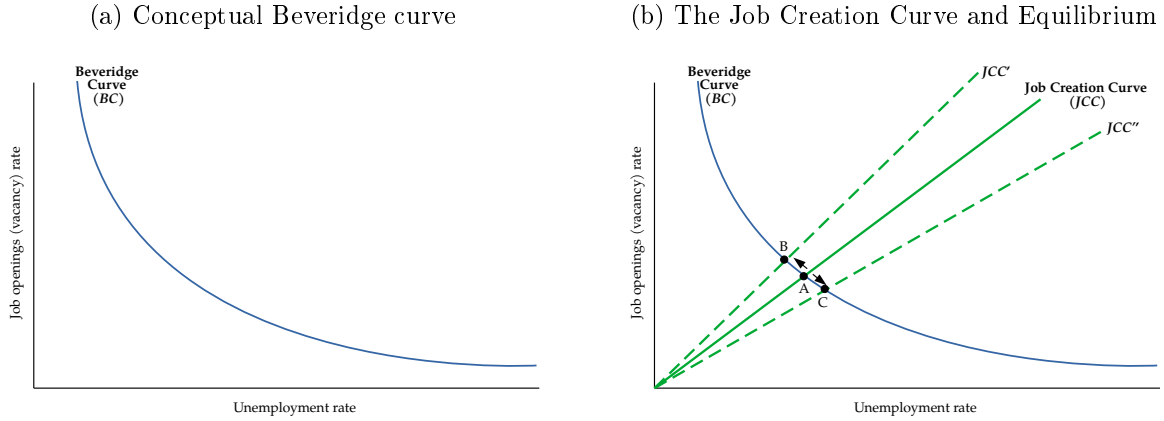 (a) Conceptual Beveridge curve
Beveridge
Curve
(BC)
Job openings (vacancy) rate
Unemployment rate
(b) The Job Creation Curve and Equilibrium
Beveridge
Curve
(BC)
JCC'
Job Creation Curve
(JCC)
JCC"
B
A
C
Job openings (vacancy) rate
Unemployment rate